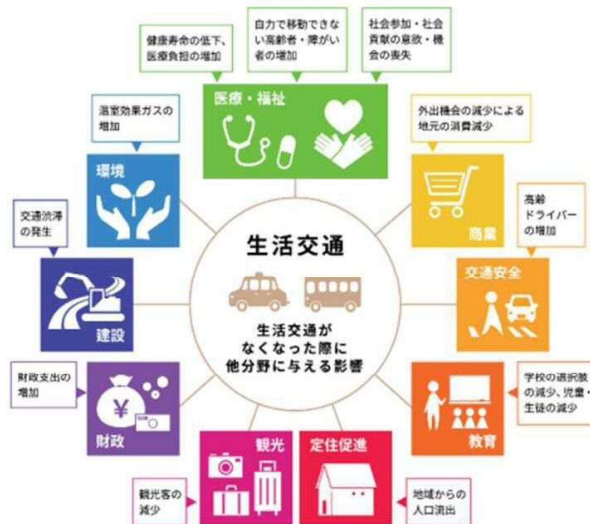 健康寿命の低下、
医療負担の増加
自力で移動できな
い高齢者・障がい
者の増加
社会参加・社会
貢献の意欲・機
会の喪失
医療・福祉
温室効果ガスの
増加
環境
外出機会の減少による
地元の消費減少
商業
交通渋滞
の発生
建設
高齢
ドライバー
の増加
交通安全
生活交通
生活交通が
なくなった際に
他分野に与える影響
財政支出の
増加
¥
財政
学校の選択肢
の減少、児童・
生徒の減少
教育
観光
観光客の
減少
定住促進
地域からの
人口流出